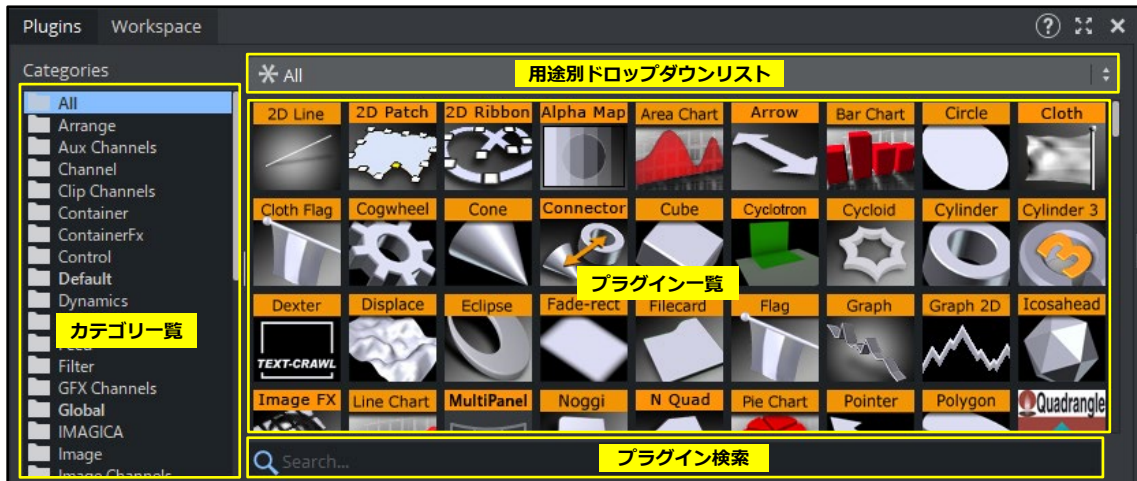 Plugins Workspace
Categories
All
Arrange
Aux Channels
Channel
Clip Channels
Container
ContainerFx
Control
Default
Dynamics
カテゴリ一覧
Feed
Filter
GFX Channels
Global
IMAGICA
Image
Image Channels
All
用途別ドロップダウンリスト
2D Line 2D Patch 2D Ribbon Alpha Map Area Chart Arrow Bar Chart Circle Cloth
Cloth Flag Cogwheel Cone Connector Cube Cyclotron Cycloid Cylinder Cylinder 3
3
プラグイン一覧
Dexter Displace Eclipse Fade-rect Filecard Flag Graph Graph 2D Icosahead
TEXT-CRAWL
Image FX Line Chart MultiPanel Noggi N Quad Pie Chart Pointer Polygon Quadrangle
Search...
プラグイン検索